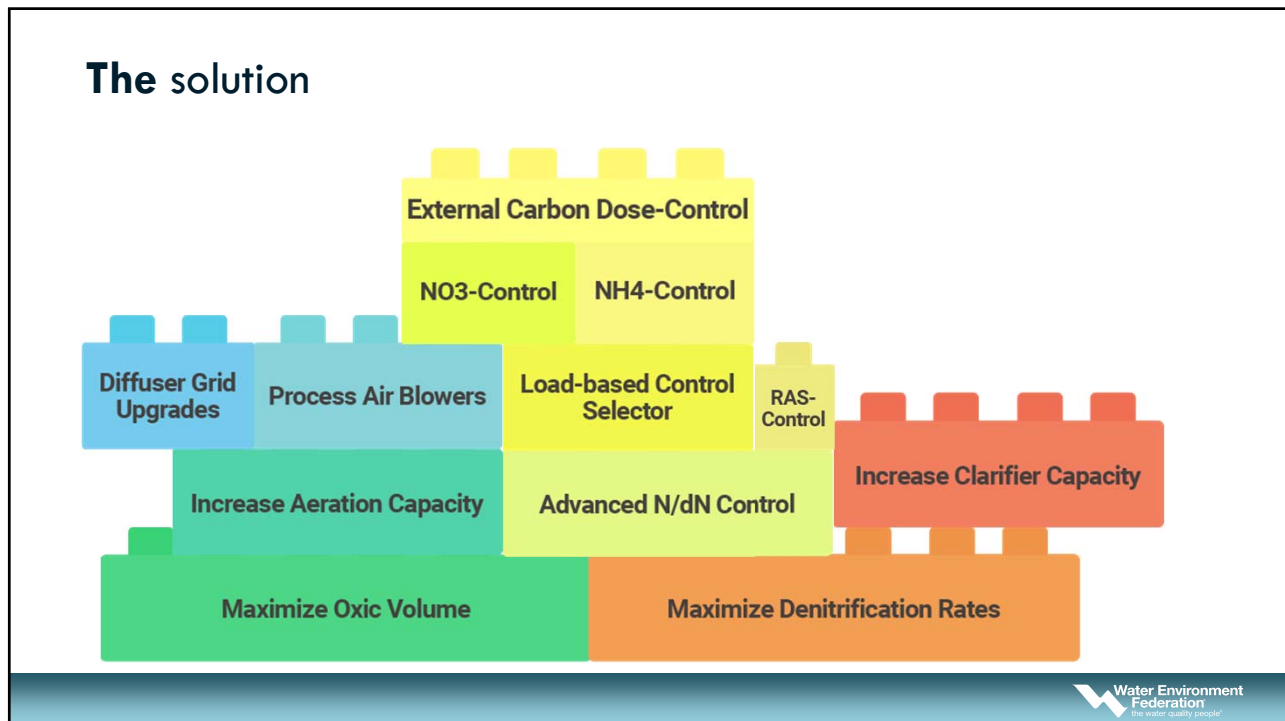 The solution
External Carbon Dose-Control
NO3-Control
NH4-Control
Diffuser Grid
Upgrades
Process Air Blowers
Load-based Control
Selector
RAS-
Control
Increase Clarifier Capacity
Increase Aeration Capacity
Advanced N/dN Control
Maximize Oxic Volume
Maximize Denitrification Rates
Water Environment
Federation
the water quality people®